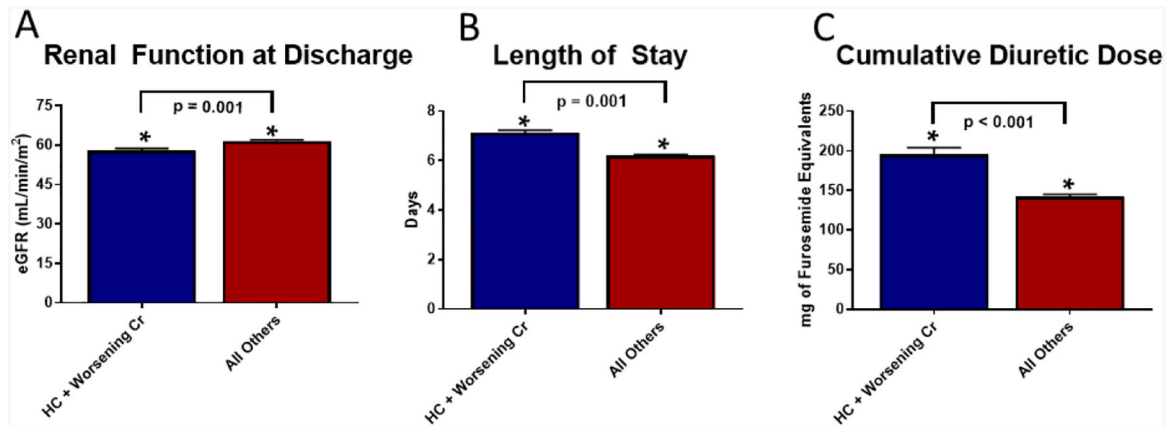 A
Renal Function at Discharge
p = 0.001
75
60
45
30
15
0
*
*
eGFR (mL/min/m²)
HC + Worsening Cr
All Others
B
Length of Stay
p = 0.001
8
6
4
2
0
*
*
Days
HC + Worsening Cr
All Others
C
Cumulative Diuretic Dose
p < 0.001
250
200
150
100
50
0
*
*
mg of Furosemide Equivalents
HC + Worsening Cr
All Others